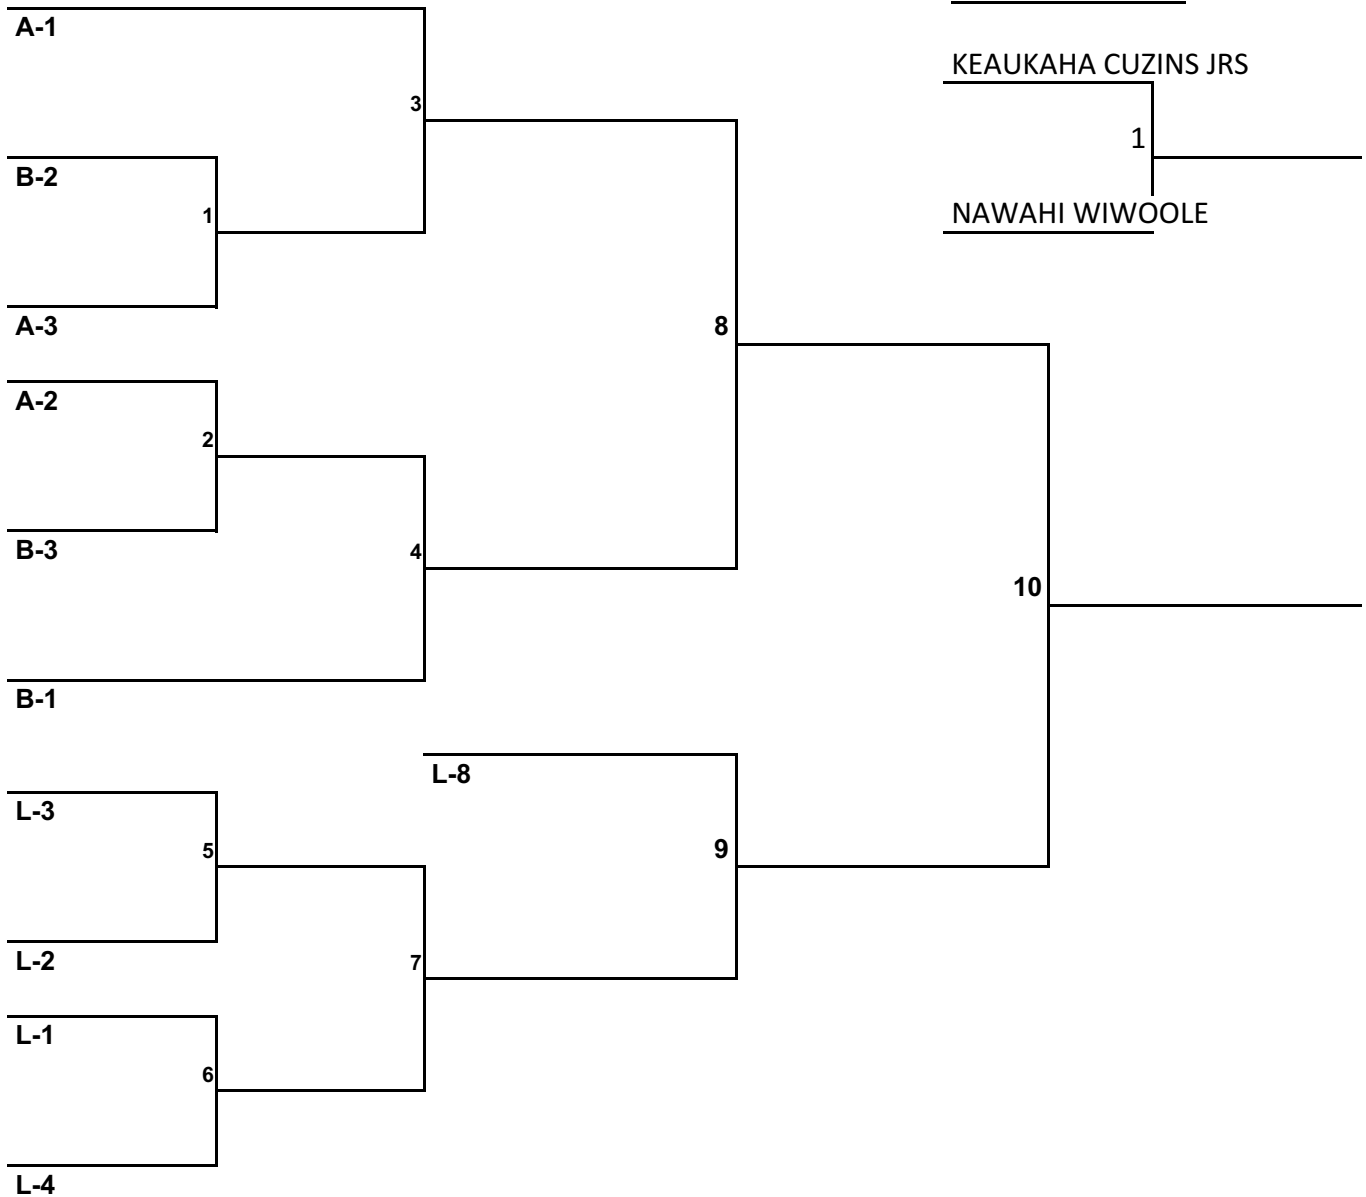 A-1
KEAUKAHA CUZINS JRS
3
1
B-2
1
NAWAHI WIWOOLE
A-3
8
A-2
2
B-3
4
10
B-1
L-8
L-3
5
9
L-2
7
L-1
6
L-4